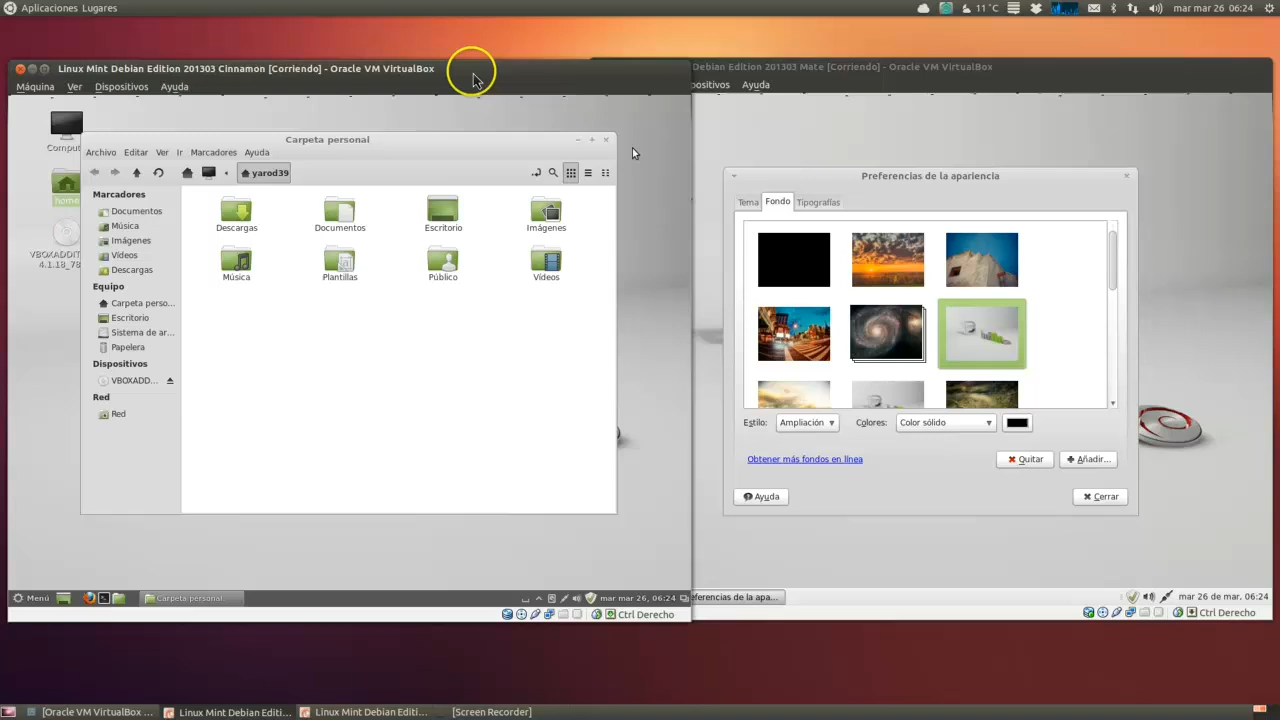 Aplicaciones Lugares
11 °C
mar mar 26 06:24
Linux Mint Debian Edition 201303 Cinnamon [Corriendo] - Oracle VM VirtualBox
Máquina Ver Dispositivos Ayuda
Comput
home
VBOXADDIT
4.1.18_78
Carpeta personal
Archivo Editar Ver Ir Marcadores Ayuda
yarod39
Marcadores
Documentos
Música
Imágenes
Vídeos
Descargas
Equipo
Carpeta perso...
Escritorio
Sistema de ar...
Papelera
Dispositivos
VBOXADD...
Red
Red
Descargas Documentos Escritorio Imágenes
Música Plantillas Público Vídeos
Menú
Carpeta personal
mar mar 26, 06:24
Ctrl Derecho
Debian Edition 201303 Mate [Corriendo] - Oracle VM VirtualBox
positivos Ayuda
Preferencias de la apariencia
Tema Fondo Tipografías
Estilo: Ampliación Colores: Color sólido
Obtener más fondos en línea
Quitar Añadir...
Ayuda Cerrar
eferencias de la apa...
mar 26 de mar, 06:24
Ctrl Derecho
[Oracle VM VirtualBox ... Linux Mint Debian Editi... Linux Mint Debian Editi... [Screen Recorder]